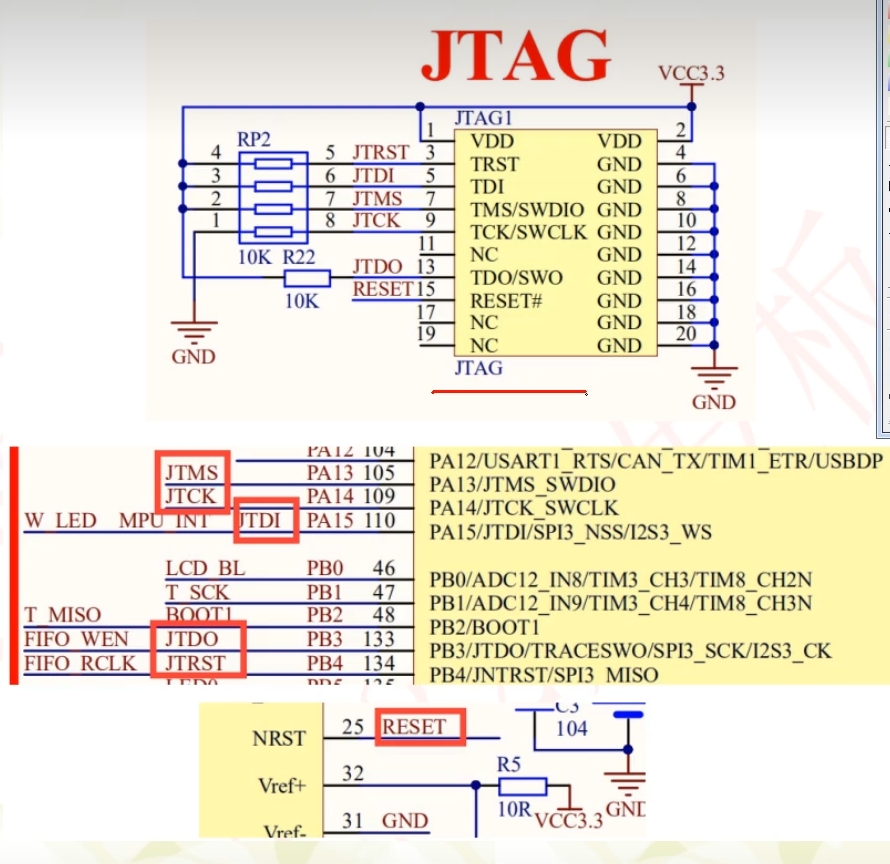 JTAG
VCC3.3
JTAG1
RP2
1 VDD VDD 2
4 5 JTRST 3 TRST GND 4
3 6 JTDI 5 TDI GND 6
2 7 JTMS 7 TMS/SWDIO GND 8
1 8 JTCK 9 TCK/SWCLK GND 10
11 NC GND 12
10K R22 JTDO 13 TDO/SWO GND 14
10K RESET 15 RESET# GND 16
17 NC GND 18
19 NC GND 20
GND JTAG
GND
PA12 104 PA12/USART1_RTS/CAN_TX/TIM1_ETR/USBDP
JTMS PA13 105 PA13/JTMS_SWDIO
JTCK PA14 109 PA14/JTCK_SWCLK
W_LED MPU_INT JTDI PA15 110 PA15/JTDI/SPI3_NSS/I2S3_WS
LCD_BL PB0 46 PB0/ADC12_IN8/TIM3_CH3/TIM8_CH2N
T_SCK PB1 47 PB1/ADC12_IN9/TIM3_CH4/TIM8_CH3N
T_MISO BOOT1 PB2 48 PB2/BOOT1
FIFO_WEN JTDO PB3 133 PB3/JTDO/TRACESWO/SPI3_SCK/I2S3_CK
FIFO_RCLK JTRST PB4 134 PB4/JNTRST/SPI3_MISO
C3
NRST 25 RESET 104
Vref+ 32 R5
10R VCC3.3 GND
Vref- 31 GND